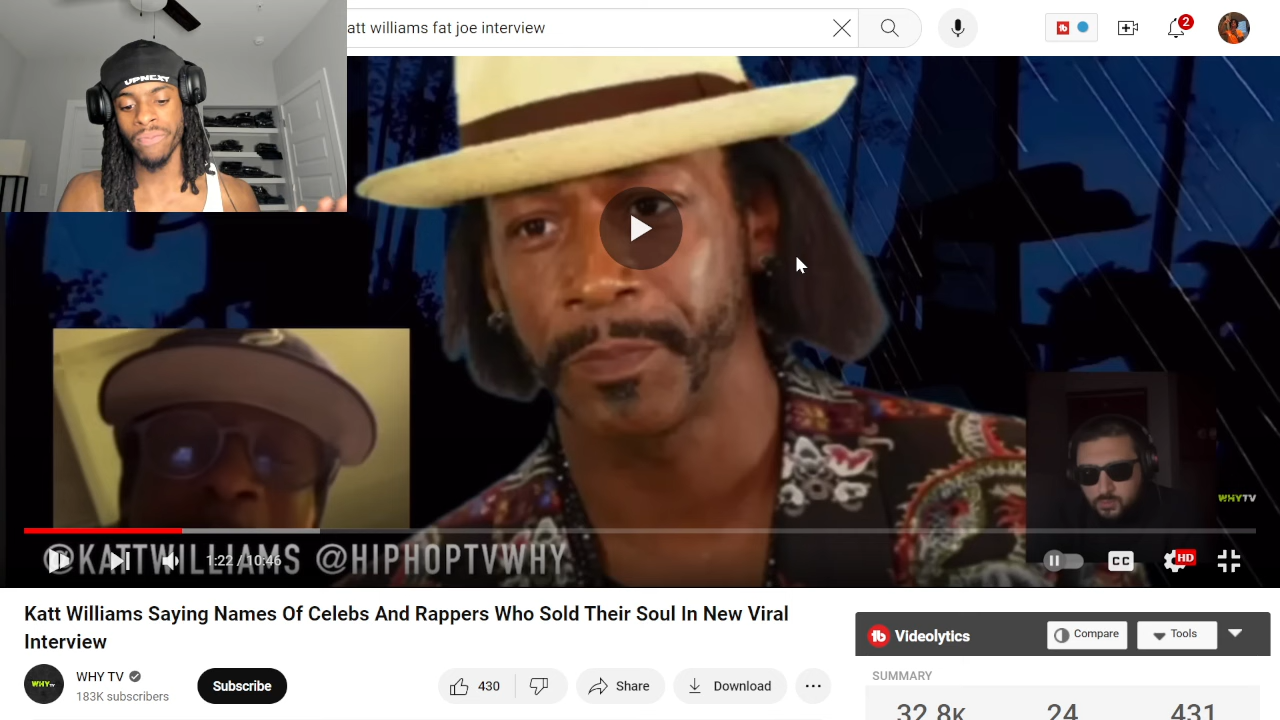 att williams fat joe interview
2
UPNEXT
WHYTV
@KATTWILLIAMS @HIPHOPTVWHY
1:22 / 10:46
CC
HD
Katt Williams Saying Names Of Celebs And Rappers Who Sold Their Soul In New Viral
Interview
WHY TV
183K subscribers
Subscribe
430
Share
Download
Videolytics
Compare
Tools
SUMMARY
32.8K
24
431